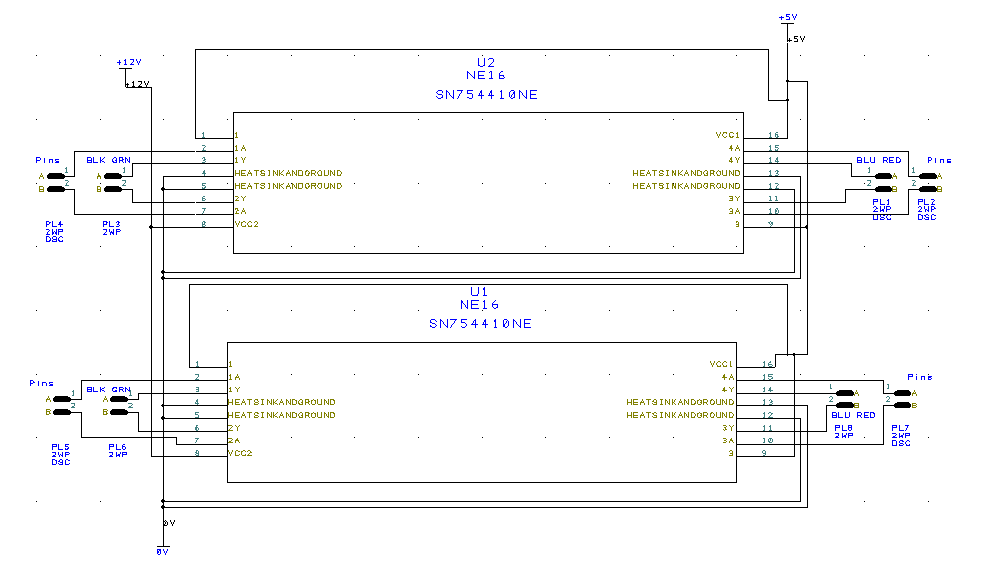 +5V
+5V
+12V
+12V
U2
NE16
SN754410NE
1 1 VCC1 16
2 1A 4A 15
3 1Y 4Y 14
4 HEATSINKANDGROUND HEATSINKANDGROUND 13
5 HEATSINKANDGROUND HEATSINKANDGROUND 12
6 2Y 3Y 11
7 2A 3A 10
8 VCC2 9 9
Pins BLK GRN BLU RED Pins
A 1 A 1 1 A 1 A
B 2 B 2 2 B 2 B
PL4 PL3 PL1 PL2
2WP 2WP 2WP 2WP
DSC DSC DSC
U1
NE16
SN754410NE
1 1 VCC1 16
2 1A 4A 15
3 1Y 4Y 14
4 HEATSINKANDGROUND HEATSINKANDGROUND 13
5 HEATSINKANDGROUND HEATSINKANDGROUND 12
6 2Y 3Y 11
7 2A 3A 10
8 VCC2 9 9
Pins BLK GRN Pins
A 1 A 1 1 A 1 A
B 2 B 2 2 B 2 B
BLU RED
PL5 PL6 PL8 PL7
2WP 2WP 2WP 2WP
DSC DSC
0V
0V